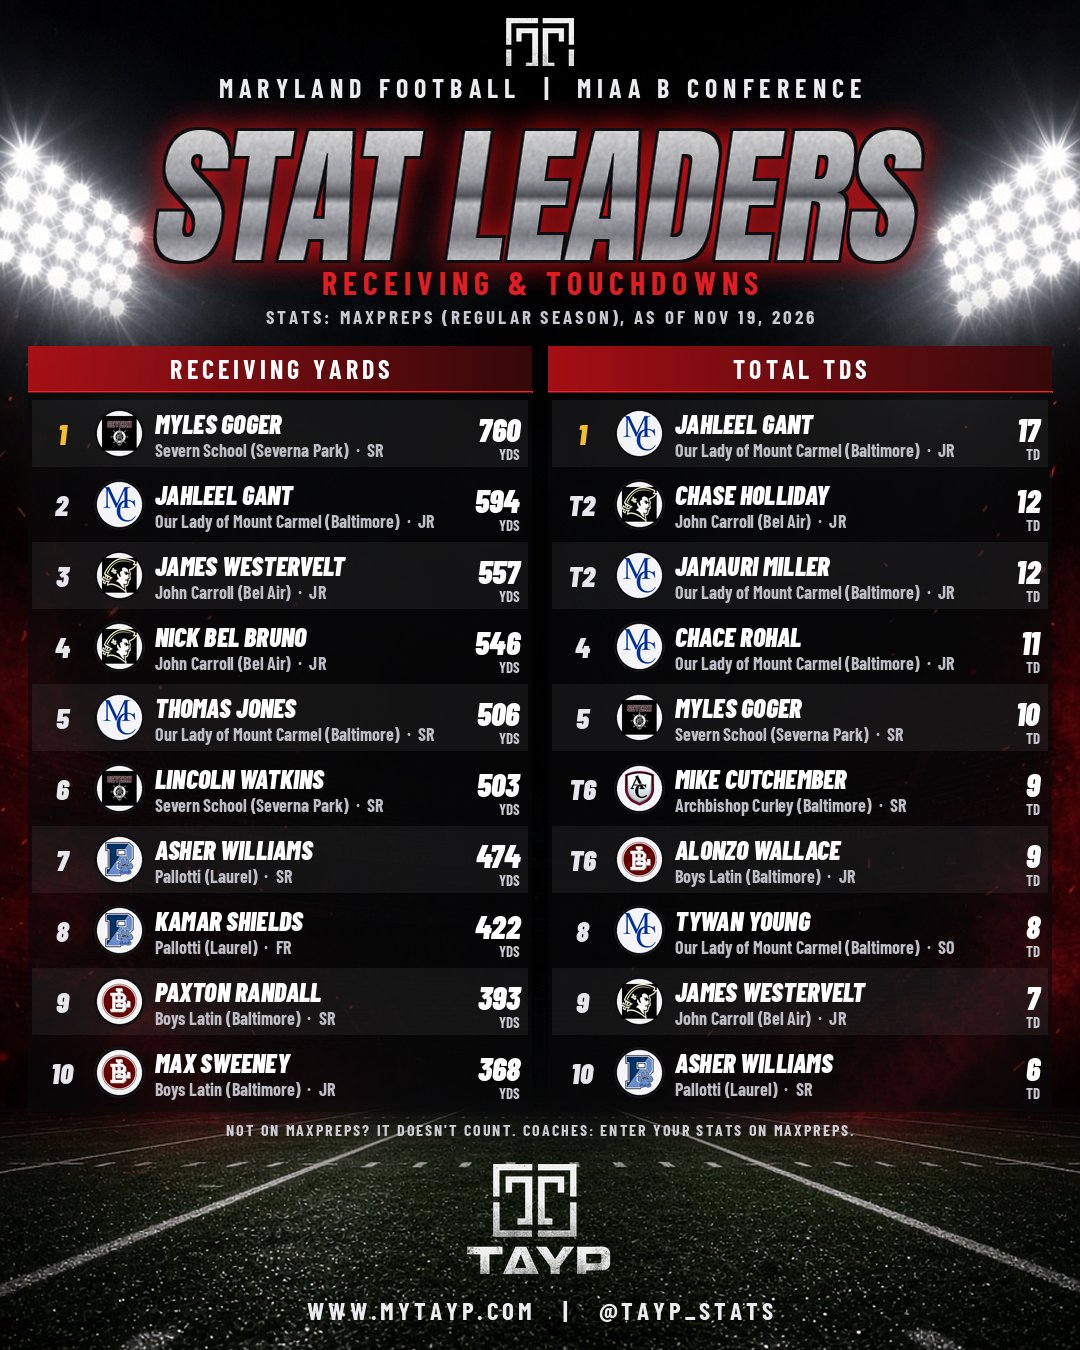 MARYLAND FOOTBALL | MIAA B CONFERENCE
STAT LEADERS
RECEIVING & TOUCHDOWNS
STATS: MAXPREPS (REGULAR SEASON), AS OF NOV 19, 2026
RECEIVING YARDS
1 MYLES GOGER 760
Severn School (Severna Park) · SR YDS
2 JAHLEEL GANT 594
Our Lady of Mount Carmel (Baltimore) · JR YDS
3 JAMES WESTERVELT 557
John Carroll (Bel Air) · JR YDS
4 NICK BEL BRUNO 546
John Carroll (Bel Air) · JR YDS
5 THOMAS JONES 506
Our Lady of Mount Carmel (Baltimore) · SR YDS
6 LINCOLN WATKINS 503
Severn School (Severna Park) · SR YDS
7 ASHER WILLIAMS 474
Pallotti (Laurel) · SR YDS
8 KAMAR SHIELDS 422
Pallotti (Laurel) · FR YDS
9 PAXTON RANDALL 393
Boys Latin (Baltimore) · SR YDS
10 MAX SWEENEY 368
Boys Latin (Baltimore) · JR YDS
TOTAL TDS
1 JAHLEEL GANT 17
Our Lady of Mount Carmel (Baltimore) · JR TD
T2 CHASE HOLLIDAY 12
John Carroll (Bel Air) · JR TD
T2 JAMAURI MILLER 12
Our Lady of Mount Carmel (Baltimore) · JR TD
4 CHACE ROHAL 11
Our Lady of Mount Carmel (Baltimore) · JR TD
5 MYLES GOGER 10
Severn School (Severna Park) · SR TD
T6 MIKE CUTCHEMBER 9
Archbishop Curley (Baltimore) · SR TD
T6 ALONZO WALLACE 9
Boys Latin (Baltimore) · JR TD
8 TYWAN YOUNG 8
Our Lady of Mount Carmel (Baltimore) · SO TD
9 JAMES WESTERVELT 7
John Carroll (Bel Air) · JR TD
10 ASHER WILLIAMS 6
Pallotti (Laurel) · SR TD
NOT ON MAXPREPS? IT DOESN'T COUNT. COACHES: ENTER YOUR STATS ON MAXPREPS.
TAYP
WWW.MYTAYP.COM | @TAYP_STATS